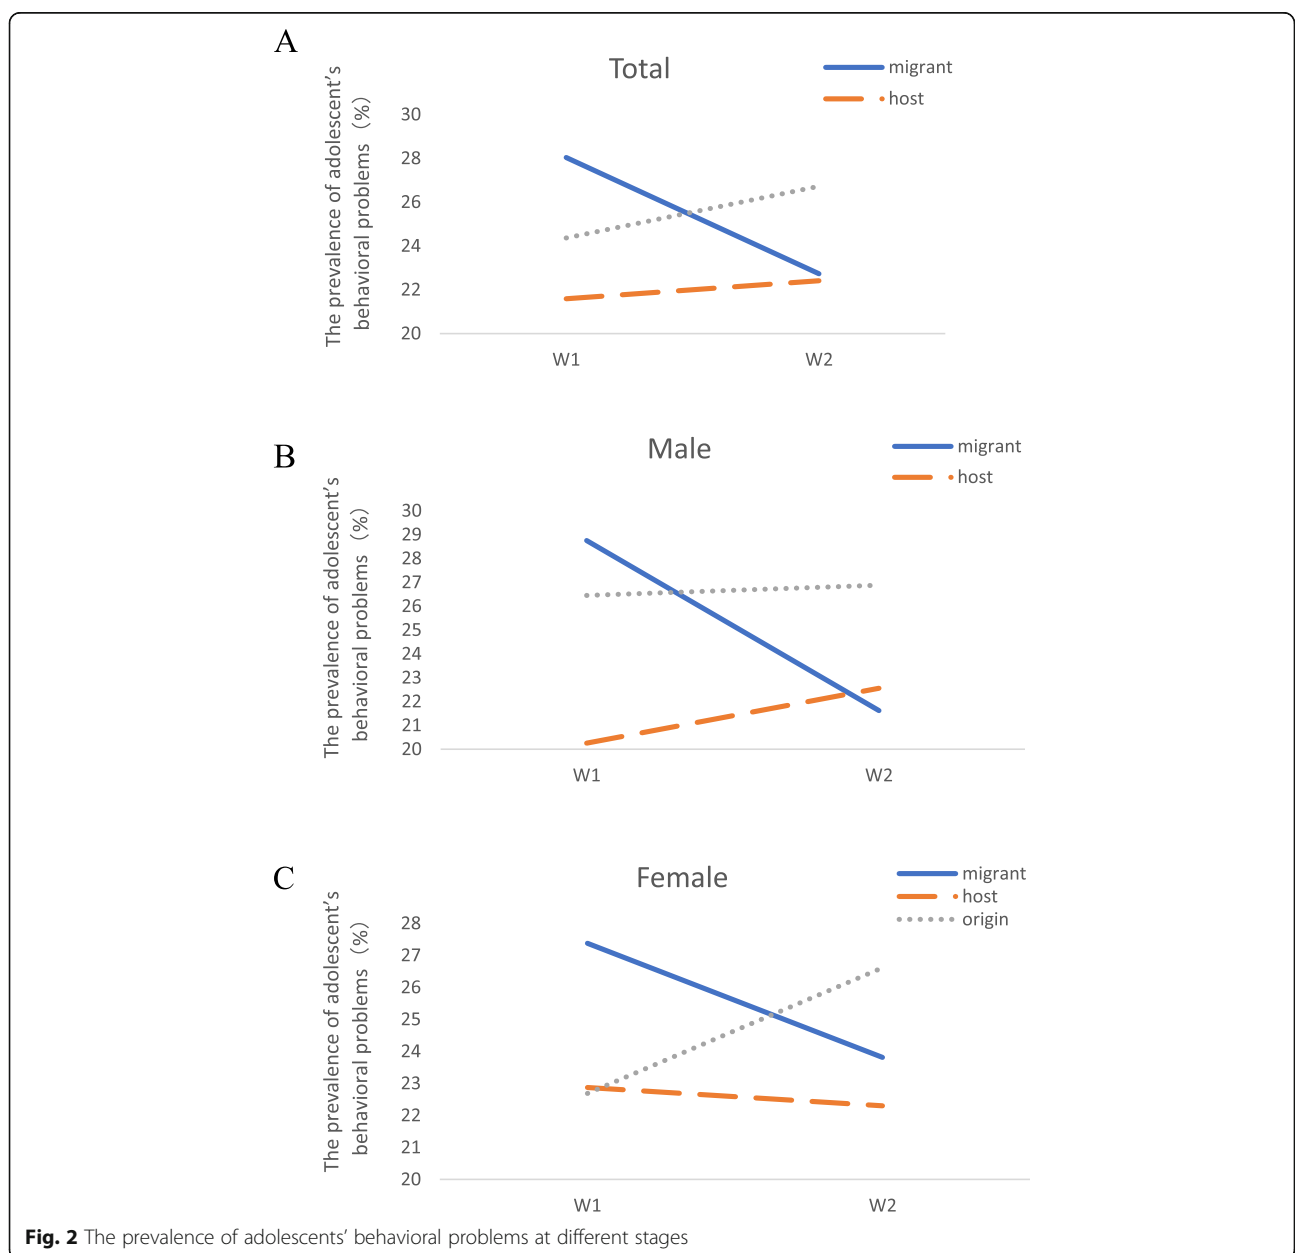 A
Total
migrant
host
The prevalence of adolescent's
behavioral problems (%)
30
28
26
24
22
20
W1 W2
B
Male
migrant
host
The prevalence of adolescent's
behavioral problems (%)
30
29
28
27
26
25
24
23
22
21
20
W1 W2
C
Female
migrant
host
origin
The prevalence of adolescent's
behavioral problems (%)
28
27
26
25
24
23
22
21
20
W1 W2
Fig. 2 The prevalence of adolescents' behavioral problems at different stages